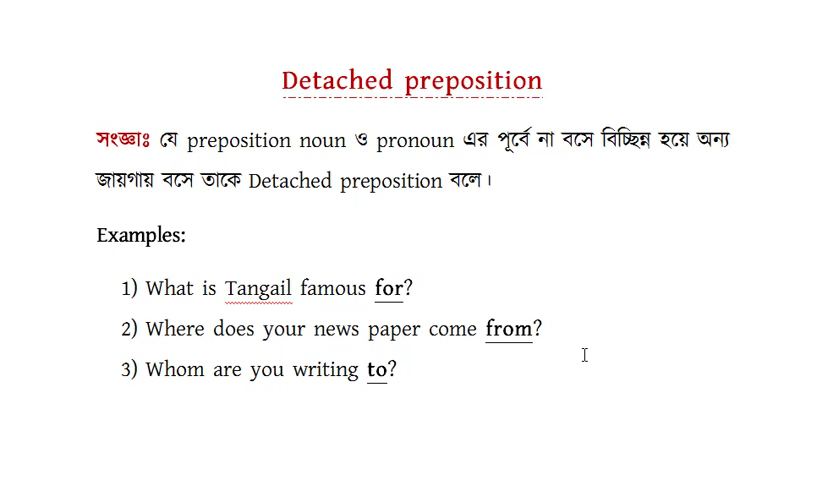 Detached preposition
সংজ্ঞাঃ যে preposition noun ও pronoun এর পূর্বে না বসে বিচ্ছিন্ন হয়ে অন্য
জায়গায় বসে তাকে Detached preposition বলে।
Examples:
1) What is Tangail famous for?
2) Where does your news paper come from?
3) Whom are you writing to?